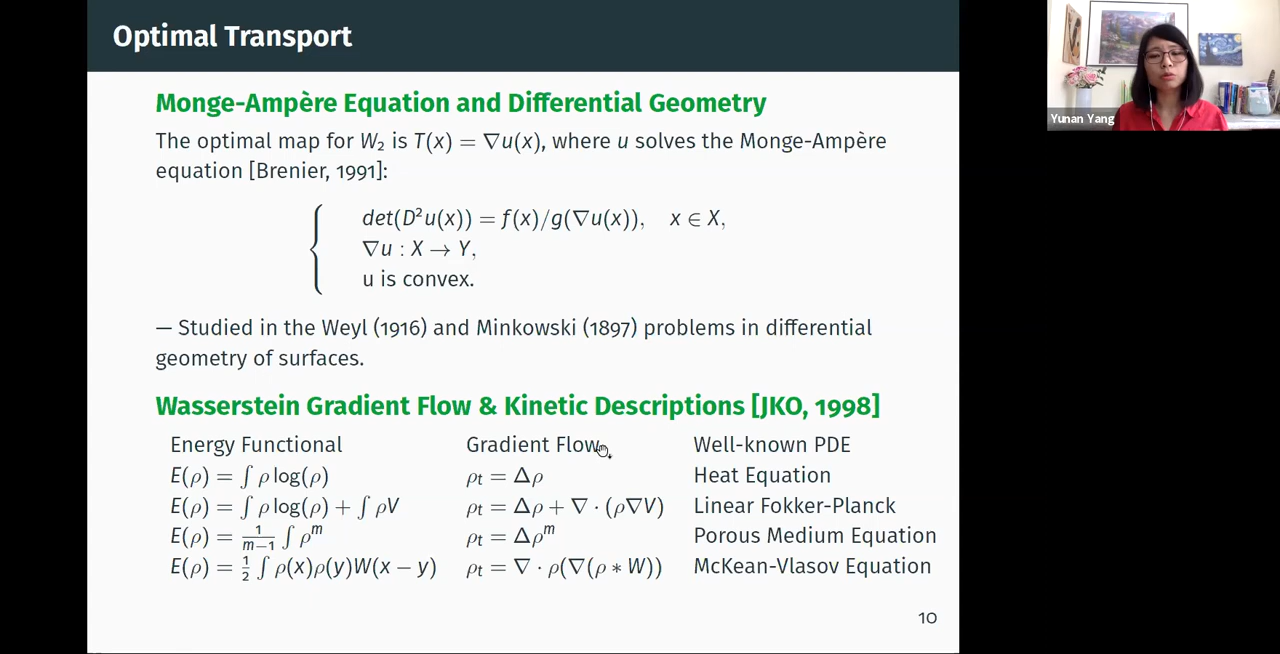 Optimal Transport
Monge-Ampère Equation and Differential Geometry
The optimal map for W₂ is T(x) = ∇u(x), where u solves the Monge-Ampère
equation [Brenier, 1991]:
det(D²u(x)) = f(x)/g(∇u(x)), x ∈ X,
∇u : X → Y,
u is convex.
— Studied in the Weyl (1916) and Minkowski (1897) problems in differential
geometry of surfaces.
Wasserstein Gradient Flow & Kinetic Descriptions [JKO, 1998]
Energy Functional Gradient Flow Well-known PDE
E(ρ) = ∫ ρ log(ρ) ρₜ = Δρ Heat Equation
E(ρ) = ∫ ρ log(ρ) + ∫ ρV ρₜ = Δρ + ∇ · (ρ∇V) Linear Fokker-Planck
E(ρ) = 1/(m−1) ∫ ρᵐ ρₜ = Δρᵐ Porous Medium Equation
E(ρ) = ½ ∫ ρ(x)ρ(y)W(x − y) ρₜ = ∇ · ρ(∇(ρ ∗ W)) McKean-Vlasov Equation
10
Yunan Yang